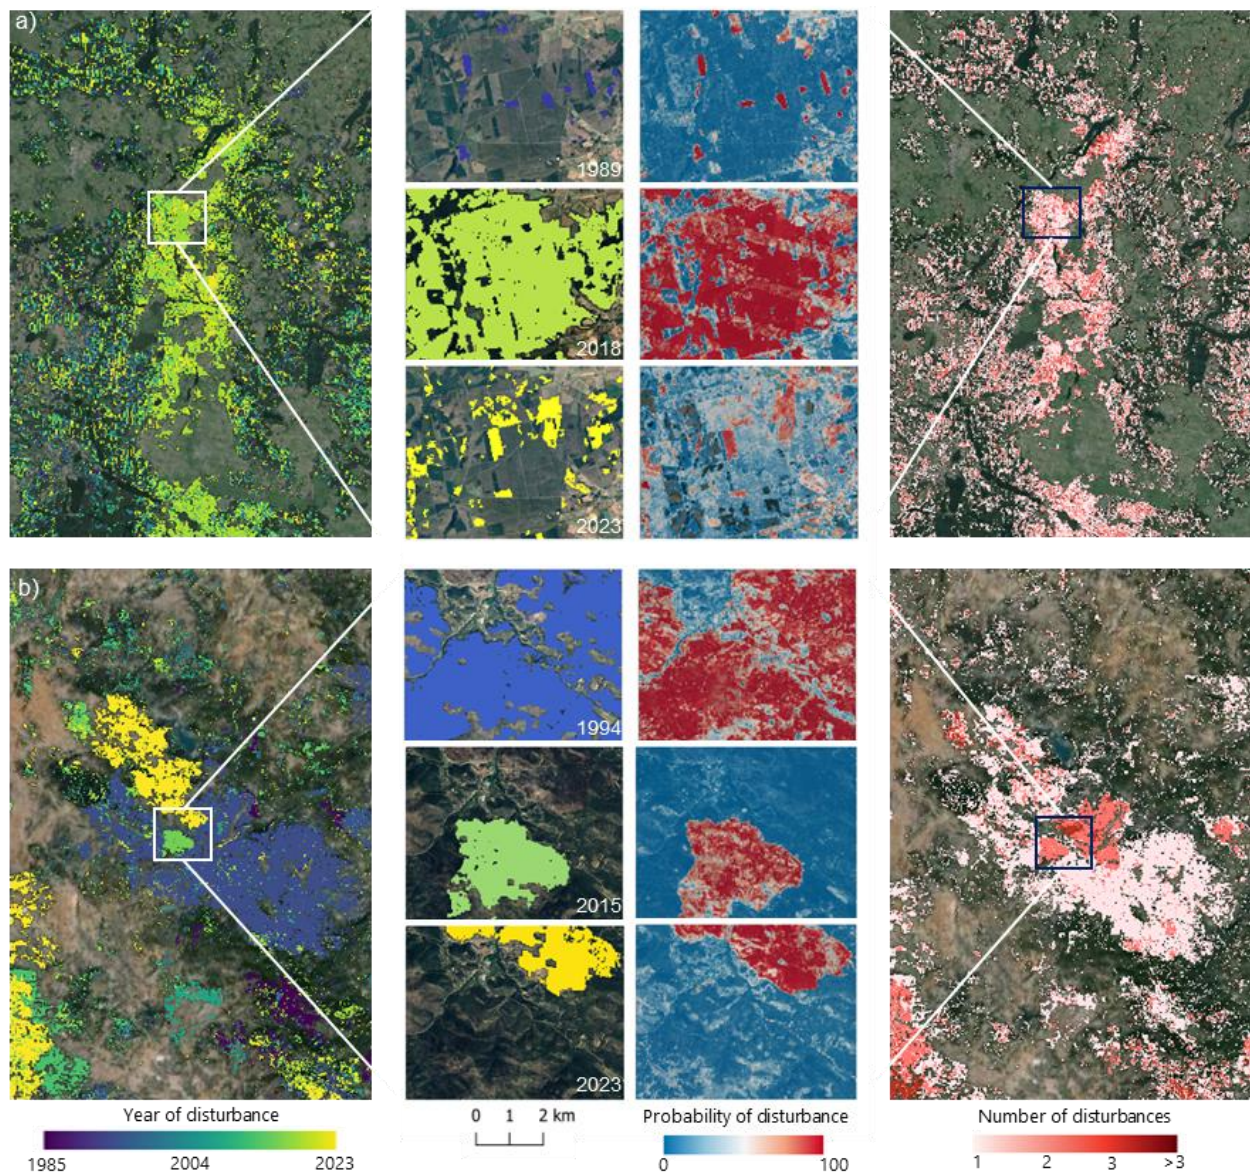 a)
1989
2018
2023
b)
1994
2015
2023
Year of disturbance
1985 2004 2023
0 1 2 km
Probability of disturbance
0 100
Number of disturbances
1 2 3 >3